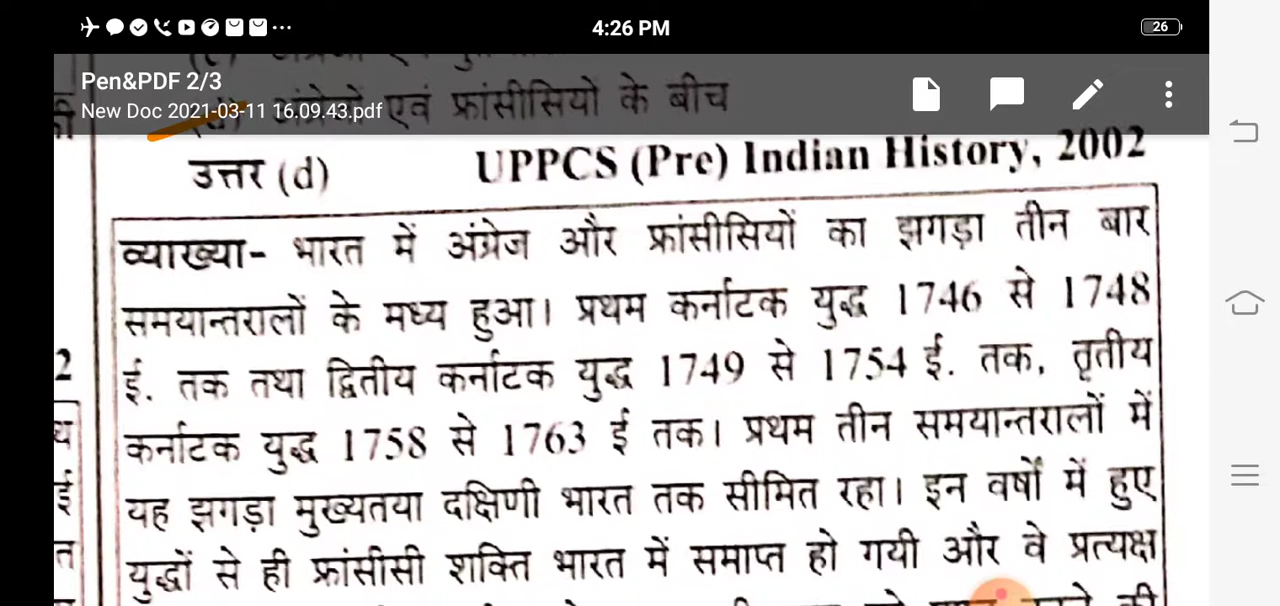 4:26 PM
26
Pen&PDF 2/3
New Doc 2021-03-11 16.09.43.pdf
अंग्रेजों एवं फ्रांसीसियों के बीच
उत्तर (d) UPPCS (Pre) Indian History, 2002
व्याख्या- भारत में अंग्रेज और फ्रांसीसियों का झगड़ा तीन बार
समयान्तरालों के मध्य हुआ। प्रथम कर्नाटक युद्ध 1746 से 1748
ई. तक तथा द्वितीय कर्नाटक युद्ध 1749 से 1754 ई. तक, तृतीय
कर्नाटक युद्ध 1758 से 1763 ई तक। प्रथम तीन समयान्तरालों में
यह झगड़ा मुख्यतया दक्षिणी भारत तक सीमित रहा। इन वर्षों में हुए
युद्धों से ही फ्रांसीसी शक्ति भारत में समाप्त हो गयी और वे प्रत्यक्ष
2